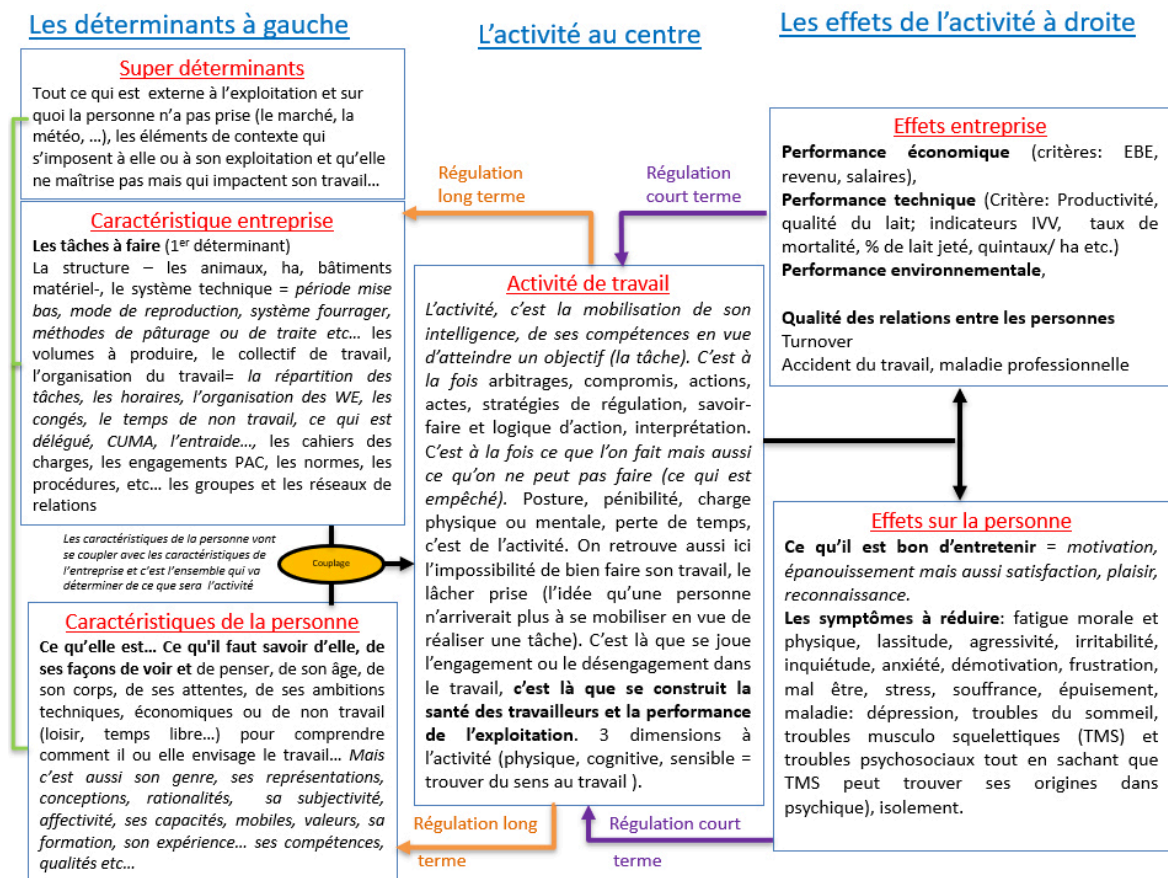 Les déterminants à gauche
Super déterminants
Tout ce qui est externe à l'exploitation et sur
quoi la personne n'a pas prise (le marché, la
météo, …), les éléments de contexte qui
s'imposent à elle ou à son exploitation et qu'elle
ne maîtrise pas mais qui impactent son travail…
Caractéristique entreprise
Les tâches à faire (1er déterminant)
La structure – les animaux, ha, bâtiments
matériel-, le système technique = période mise
bas, mode de reproduction, système fourrager,
méthodes de pâturage ou de traite etc… les
volumes à produire, le collectif de travail,
l'organisation du travail= la répartition des
tâches, les horaires, l'organisation des WE, les
congés, le temps de non travail, ce qui est
délégué, CUMA, l'entraide…, les cahiers des
charges, les engagements PAC, les normes, les
procédures, etc… les groupes et les réseaux de
relations
Les caractéristiques de la personne vont
se coupler avec les caractéristiques de
l'entreprise et c'est l'ensemble qui va
déterminer de ce que sera l'activité
Couplage
Caractéristiques de la personne
Ce qu'elle est… Ce qu'il faut savoir d'elle, de
ses façons de voir et de penser, de son âge, de
son corps, de ses attentes, de ses ambitions
techniques, économiques ou de non travail
(loisir, temps libre…) pour comprendre
comment il ou elle envisage le travail… Mais
c'est aussi son genre, ses représentations,
conceptions, rationalités, sa subjectivité,
affectivité, ses capacités, mobiles, valeurs, sa
formation, son expérience… ses compétences,
qualités etc…
L'activité au centre
Régulation
long terme
Régulation
court terme
Activité de travail
L'activité, c'est la mobilisation de son
intelligence, de ses compétences en vue
d'atteindre un objectif (la tâche). C'est à
la fois arbitrages, compromis, actions,
actes, stratégies de régulation, savoir-
faire et logique d'action, interprétation.
C'est à la fois ce que l'on fait mais aussi
ce qu'on ne peut pas faire (ce qui est
empêché). Posture, pénibilité, charge
physique ou mentale, perte de temps,
c'est de l'activité. On retrouve aussi ici
l'impossibilité de bien faire son travail, le
lâcher prise (l'idée qu'une personne
n'arriverait plus à se mobiliser en vue de
réaliser une tâche). C'est là que se joue
l'engagement ou le désengagement dans
le travail, c'est là que se construit la
santé des travailleurs et la performance
de l'exploitation. 3 dimensions à
l'activité (physique, cognitive, sensible =
trouver du sens au travail ).
Régulation long
terme
Régulation court
terme
Les effets de l'activité à droite
Effets entreprise
Performance économique (critères: EBE,
revenu, salaires),
Performance technique (Critère: Productivité,
qualité du lait; indicateurs IVV, taux de
mortalité, % de lait jeté, quintaux/ ha etc.)
Performance environnementale,
Qualité des relations entre les personnes
Turnover
Accident du travail, maladie professionnelle
Effets sur la personne
Ce qu'il est bon d'entretenir = motivation,
épanouissement mais aussi satisfaction, plaisir,
reconnaissance.
Les symptômes à réduire: fatigue morale et
physique, lassitude, agressivité, irritabilité,
inquiétude, anxiété, démotivation, frustration,
mal être, stress, souffrance, épuisement,
maladie: dépression, troubles du sommeil,
troubles musculo squelettiques (TMS) et
troubles psychosociaux tout en sachant que
TMS peut trouver ses origines dans
psychique), isolement.